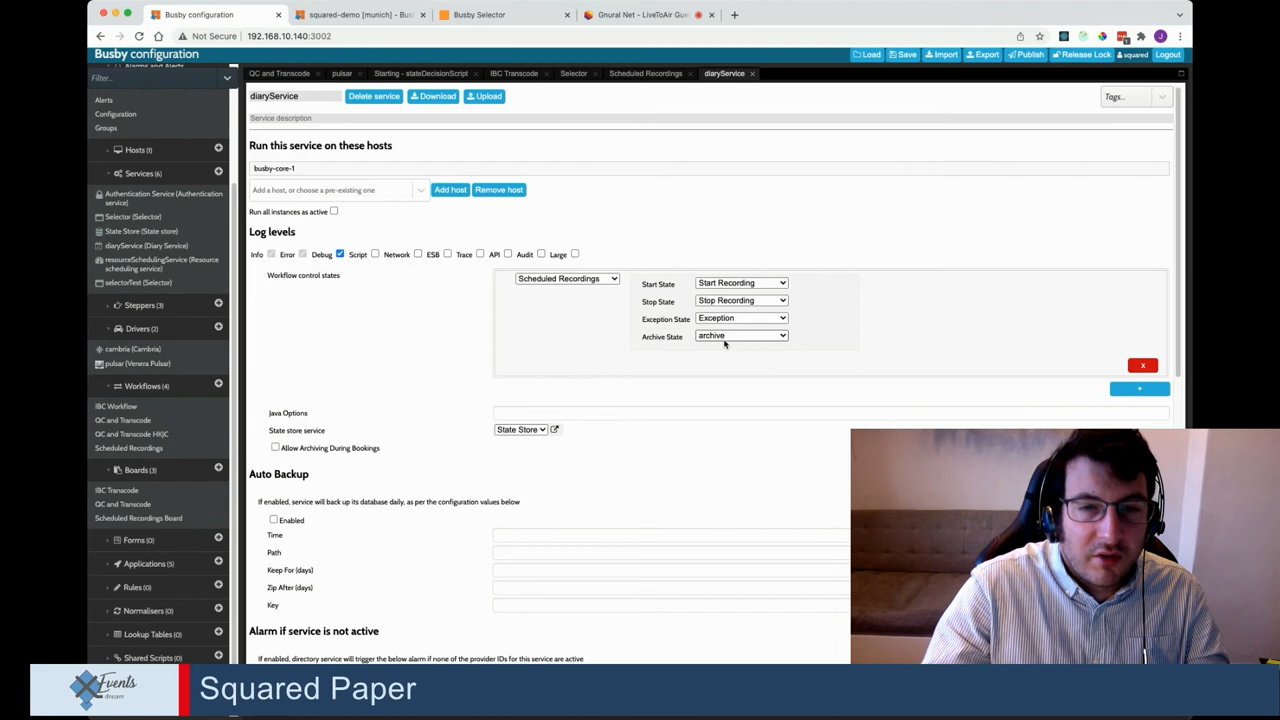 Busby configuration
squared-demo [munich] - Bus
Busby Selector
Gnural Net - LiveToAir Gues
Not Secure
192.168.10.140:3002
Busby configuration
Load
Save
Import
Export
Publish
Release Lock
squared
Logout
Alarms and Alerts
Filter...
QC and Transcode
pulsar
Starting - stateDecisionScript
IBC Transcode
Selector
Scheduled Recordings
diaryService
Alerts
Configuration
Groups
Hosts (1)
Services (6)
Authentication Service (Authentication
service)
Selector (Selector)
State Store (State store)
diaryService (Diary Service)
resourceSchedulingService (Resource
scheduling service)
selectorTest (Selector)
Steppers (3)
Drivers (2)
cambria (Cambria)
pulsar (Venera Pulsar)
Workflows (4)
IBC Workflow
QC and Transcode
QC and Transcode HKJC
Scheduled Recordings
Boards (3)
IBC Transcode
QC and Transcode
Scheduled Recordings Board
Forms (0)
Applications (5)
Rules (0)
Normalisers (0)
Lookup Tables (0)
Shared Scripts (0)
diaryService
Delete service
Download
Upload
Tags...
Service description
Run this service on these hosts
busby-core-1
Add a host, or choose a pre-existing one
Add host
Remove host
Run all instances as active
Log levels
Info Error Debug Script Network ESB Trace API Audit Large
Workflow control states
Scheduled Recordings
Start State
Start Recording
Stop State
Stop Recording
Exception State
Exception
Archive State
archive
x
+
Java Options
State store service
State Store
Allow Archiving During Bookings
Auto Backup
If enabled, service will back up its database daily, as per the configuration values below
Enabled
Time
Path
Keep For (days)
Zip After (days)
Key
Alarm if service is not active
If enabled, directory service will trigger the below alarm if none of the provider IDs for this service are active
Events
dream
Squared Paper